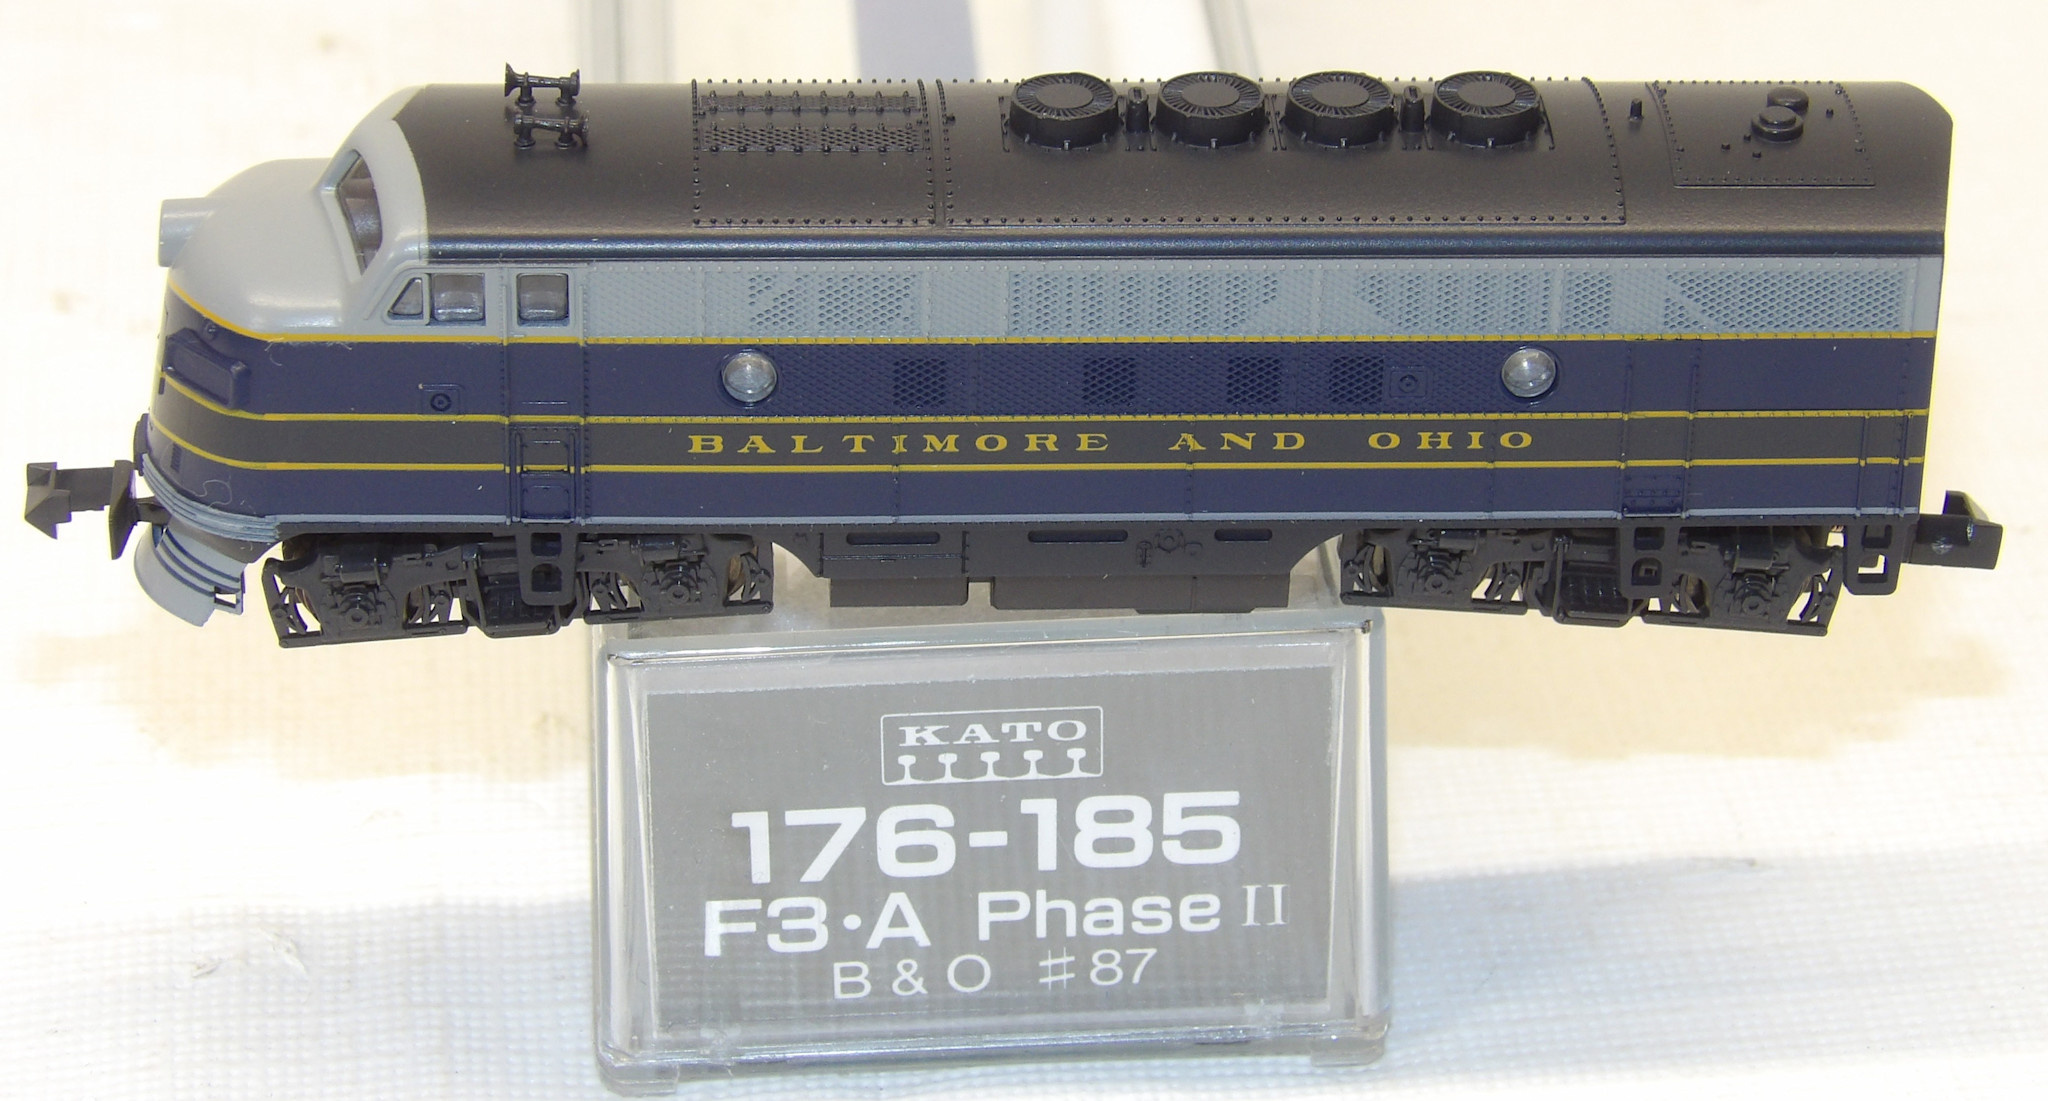 BALTIMORE AND OHIO
KATO
176-185
F3·A Phase II
B & O #87